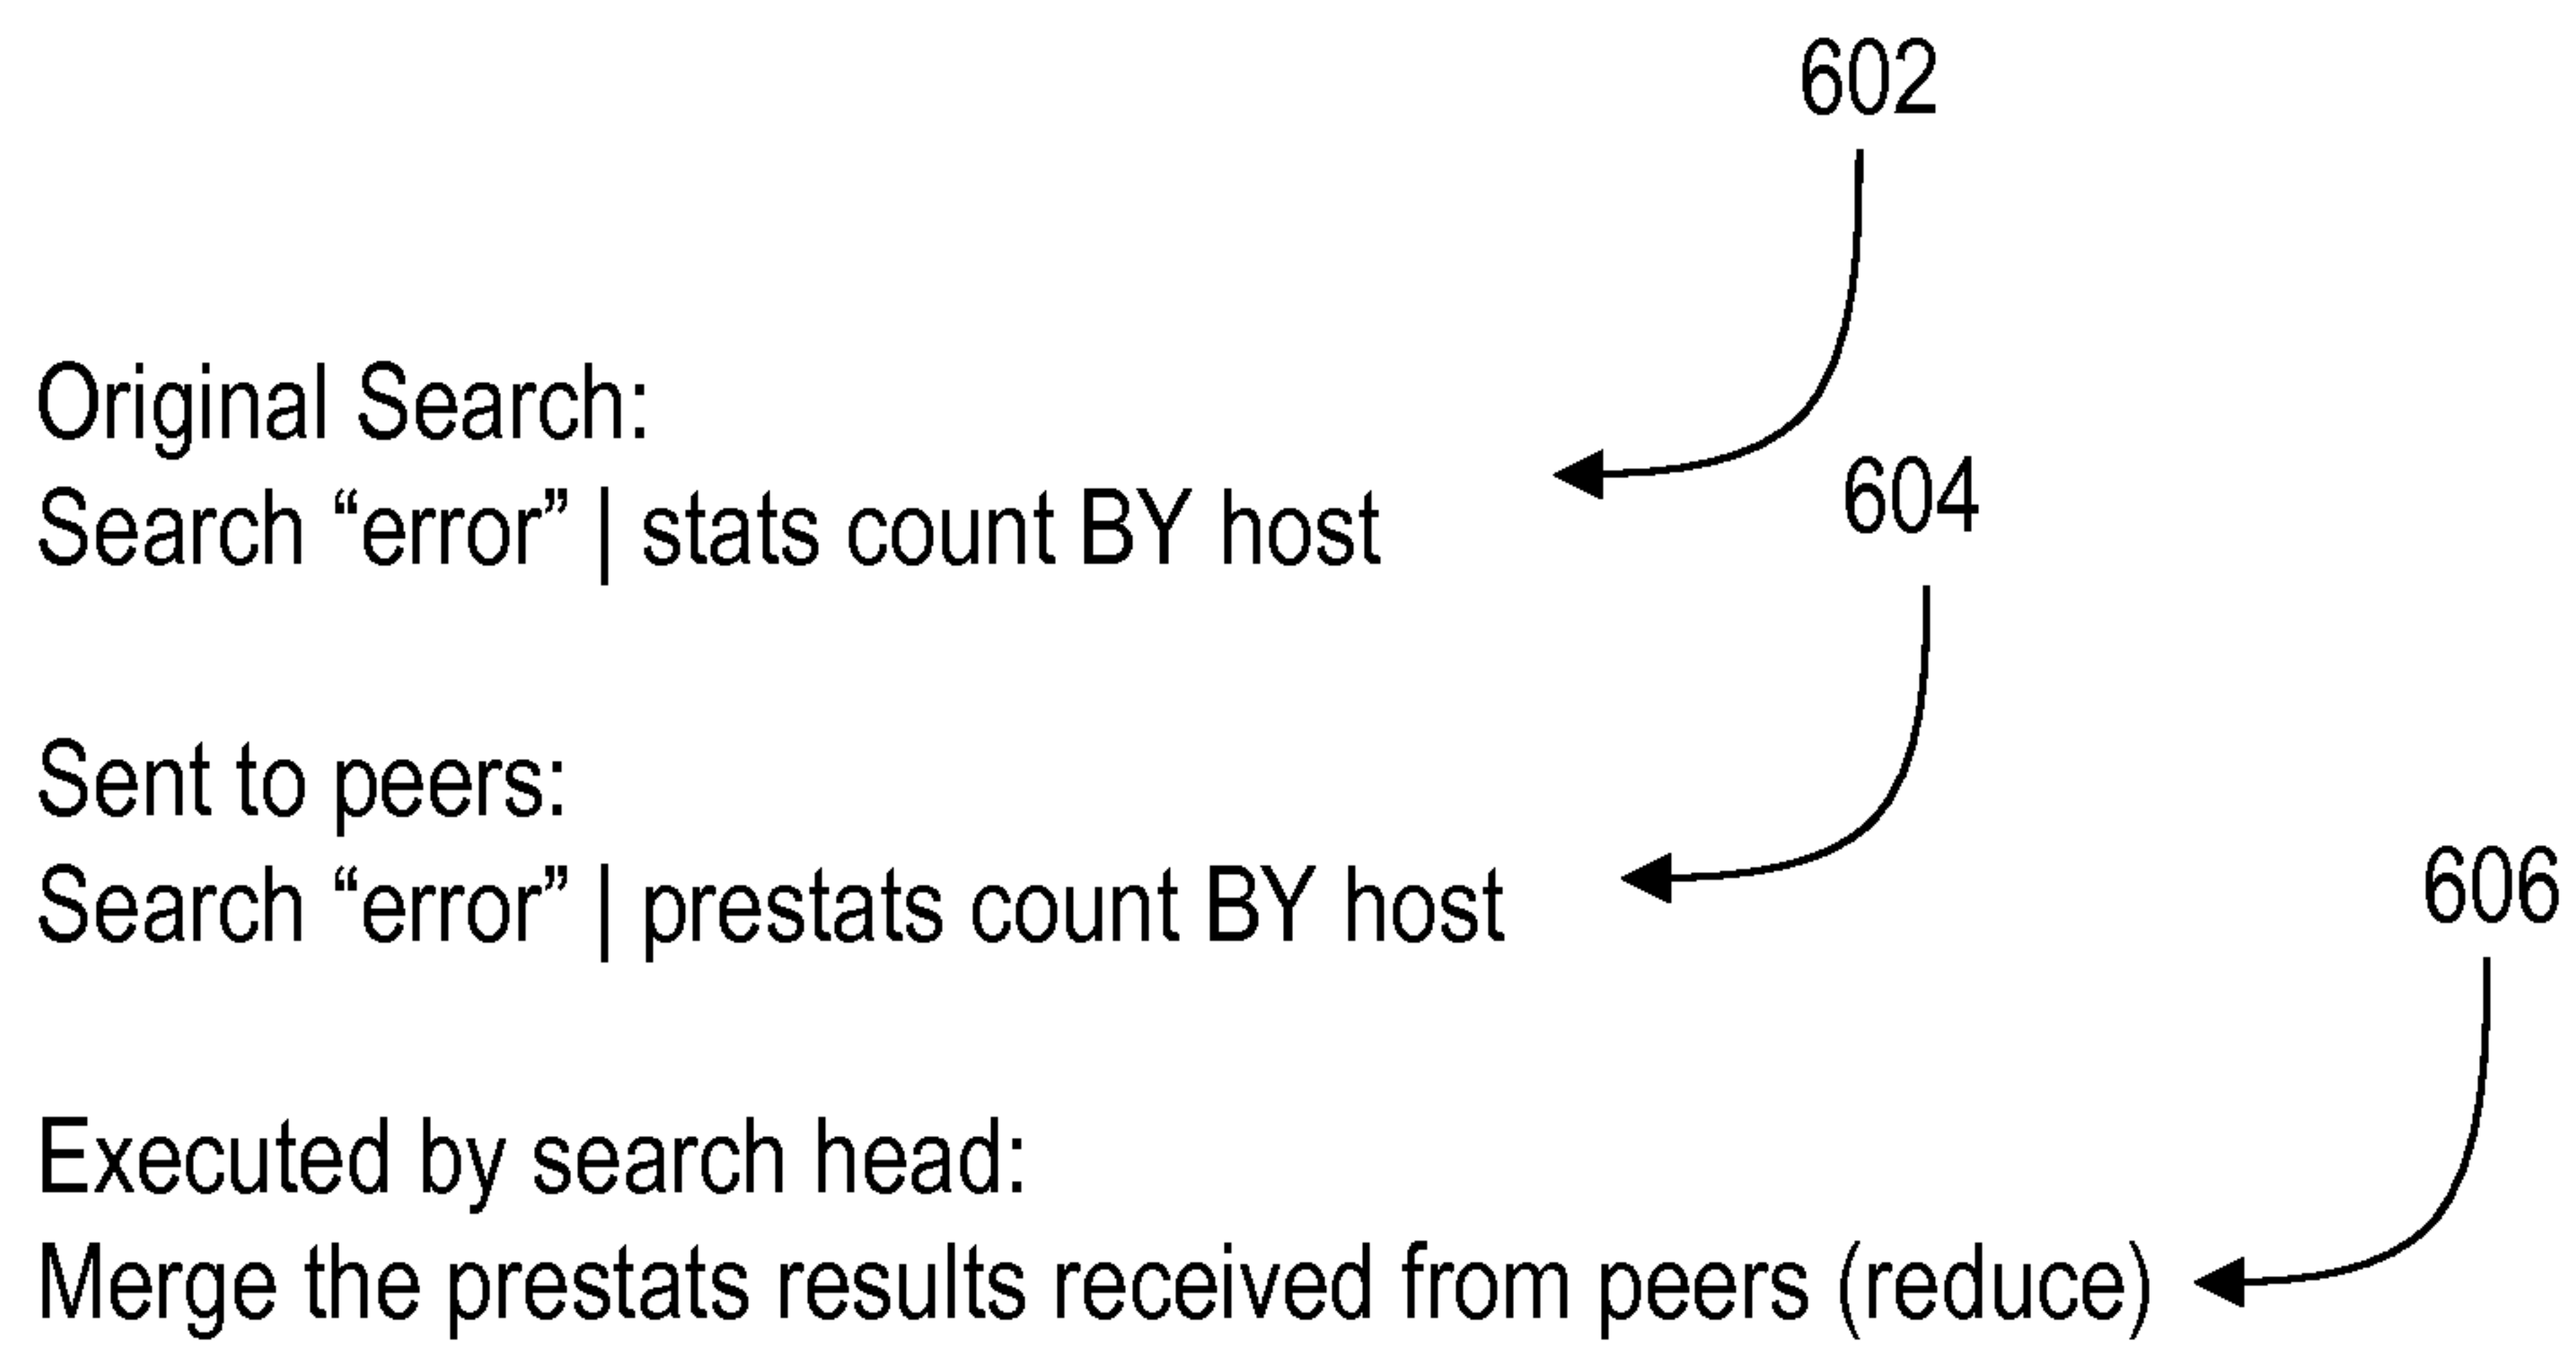 602
Original Search:
Search “error” | stats count BY host
604
Sent to peers:
Search “error” | prestats count BY host
606
Executed by search head:
Merge the prestats results received from peers (reduce)